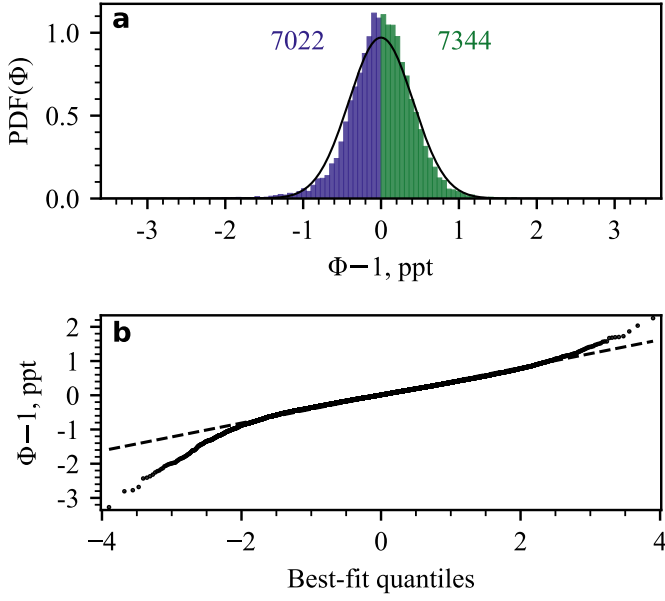 a
7022
7344
1.0
0.5
0.0
PDF(Φ)
-3 -2 -1 0 1 2 3
Φ−1, ppt
b
2
1
0
-1
-2
-3
Φ−1, ppt
−4 −2 0 2 4
Best-fit quantiles